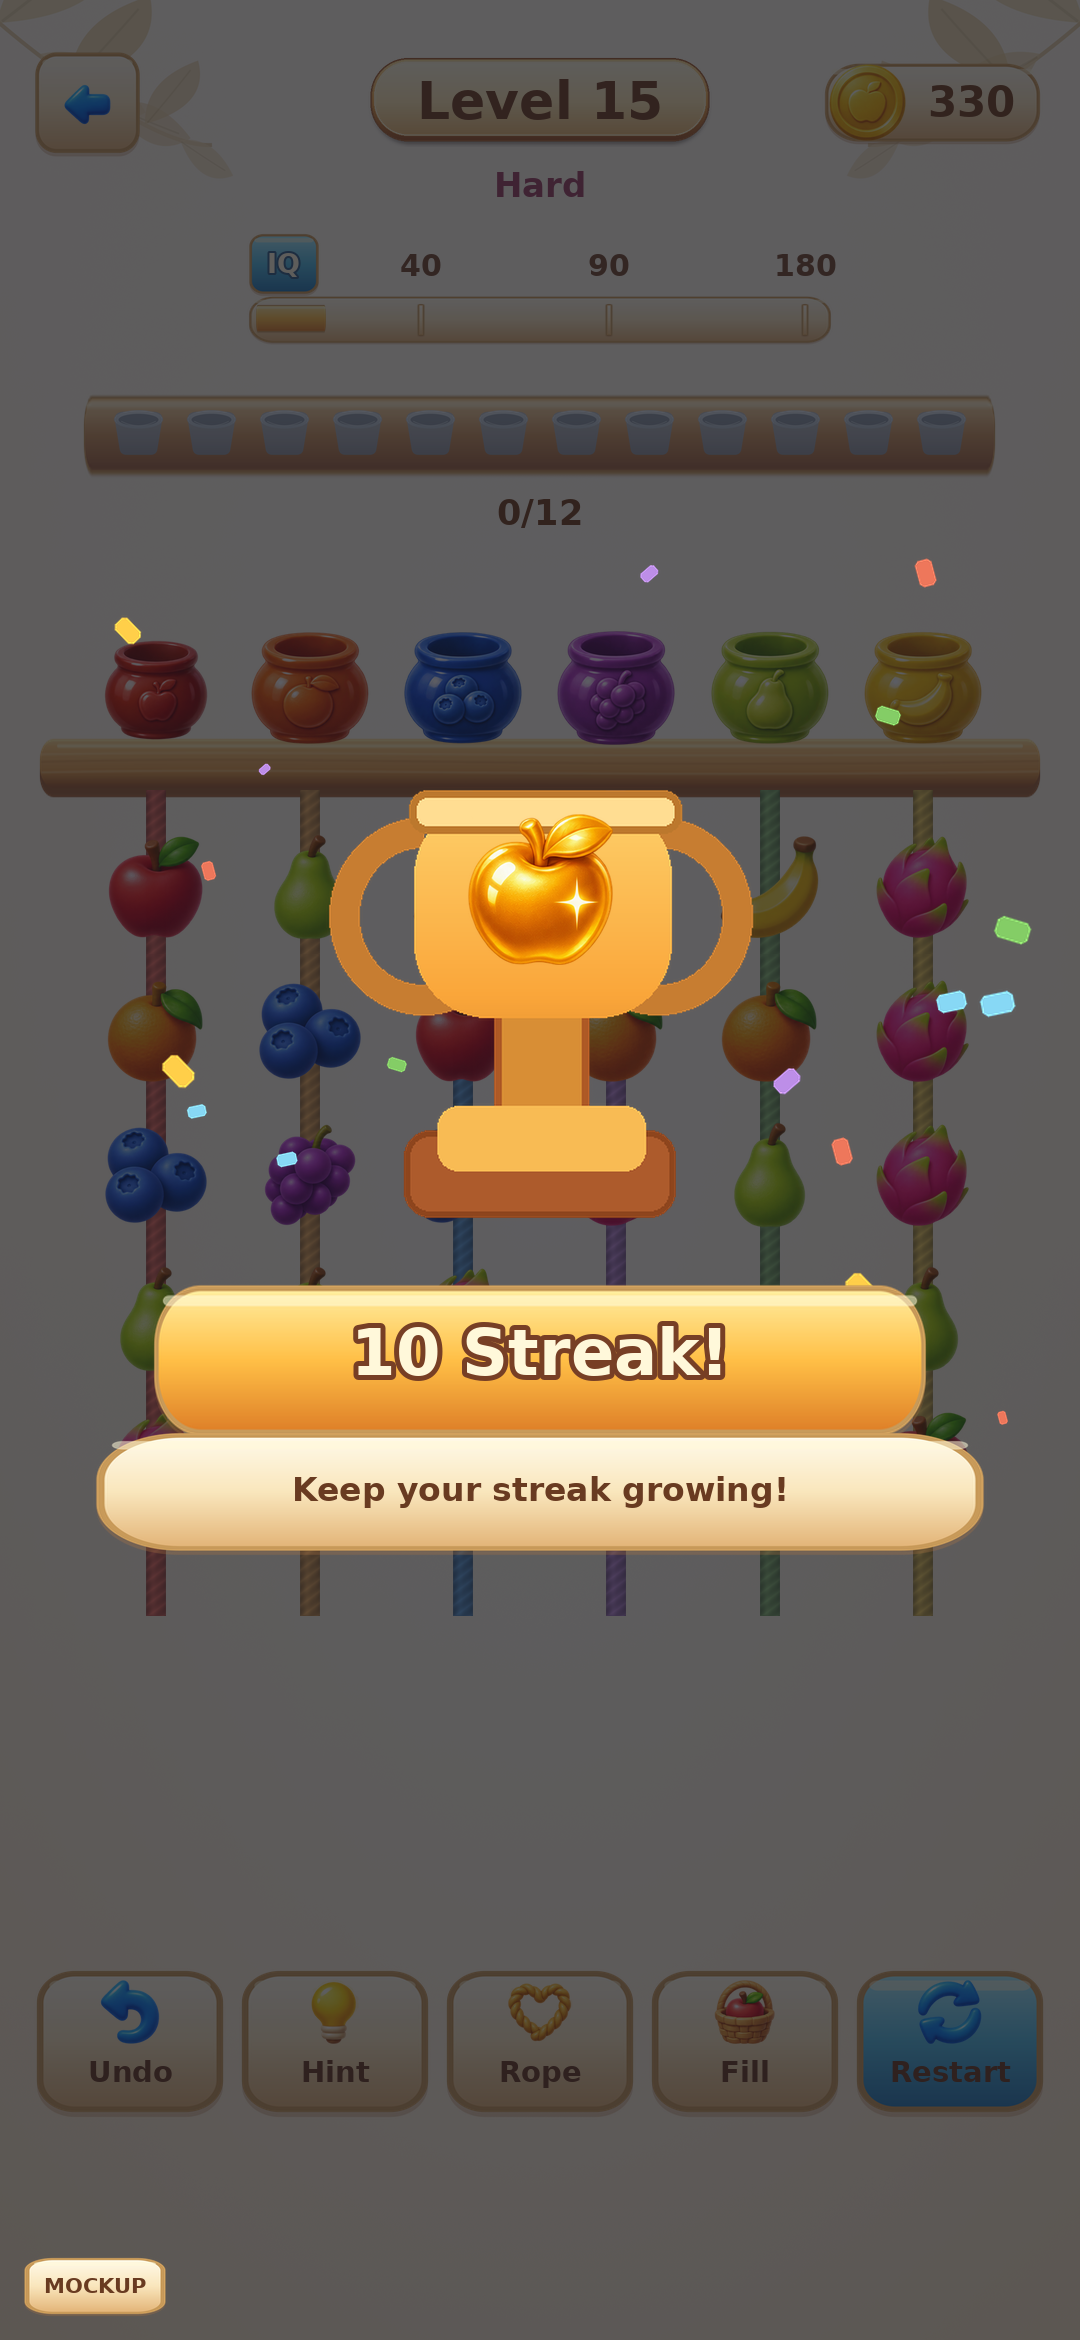 Level 15
330
Hard
IQ 40 90 180
0/12
10 Streak!
Keep your streak growing!
Undo Hint Rope Fill Restart
MOCKUP